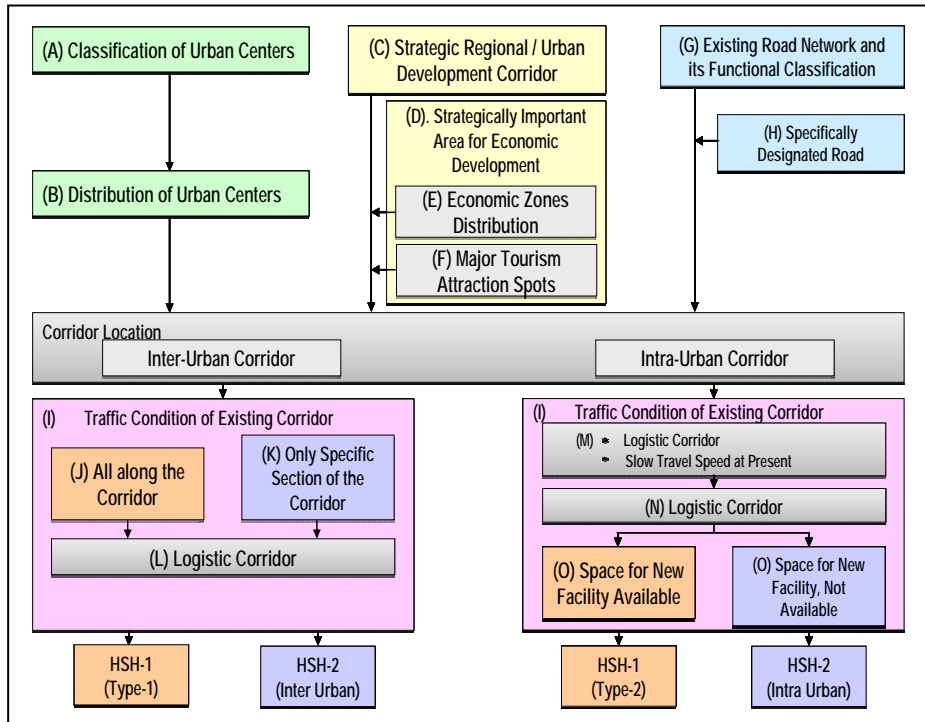 (A) Classification of Urban Centers
(B) Distribution of Urban Centers
(C) Strategic Regional / Urban
Development Corridor
(D). Strategically Important
Area for Economic
Development
(E) Economic Zones
Distribution
(F) Major Tourism
Attraction Spots
(G) Existing Road Network and
its Functional Classification
(H) Specifically
Designated Road
Corridor Location
Inter-Urban Corridor
Intra-Urban Corridor
(I) Traffic Condition of Existing Corridor
(J) All along the
Corridor
(K) Only Specific
Section of the
Corridor
(L) Logistic Corridor
HSH-1
(Type-1)
HSH-2
(Inter Urban)
(I) Traffic Condition of Existing Corridor
(M) * Logistic Corridor
* Slow Travel Speed at Present
(N) Logistic Corridor
(O) Space for New
Facility Available
(O) Space for New
Facility, Not
Available
HSH-1
(Type-2)
HSH-2
(Intra Urban)